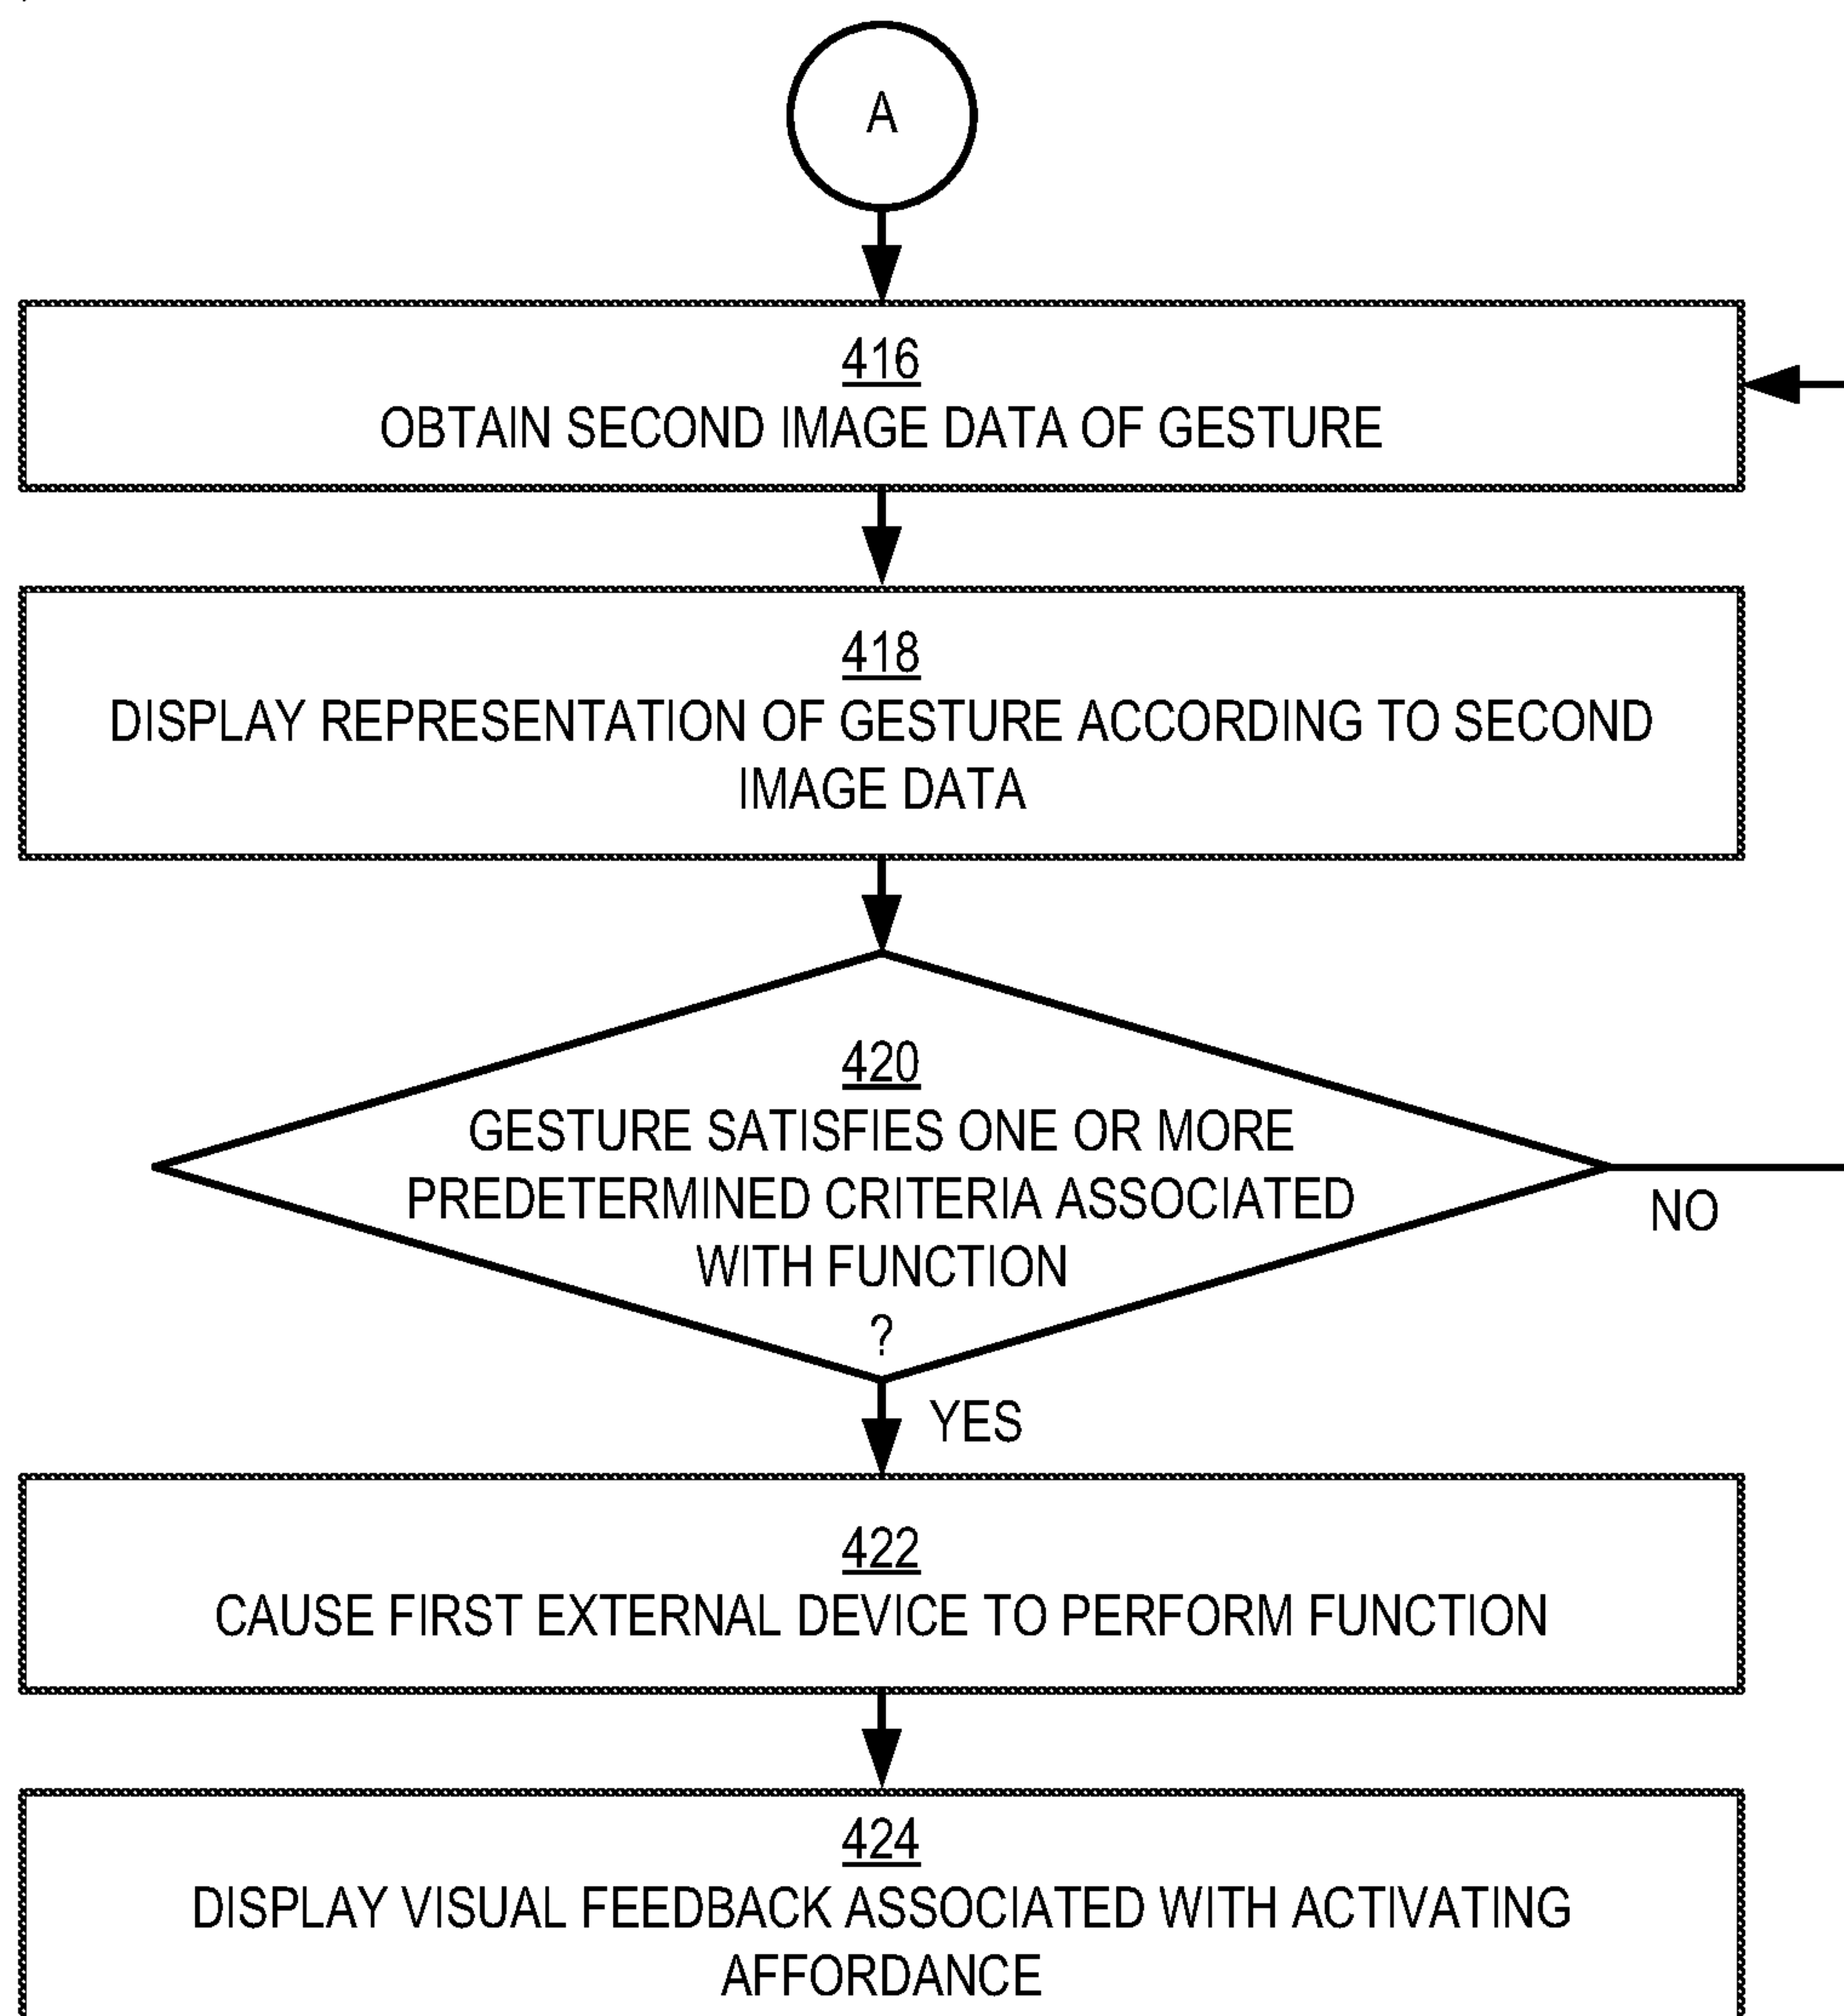 A
416
OBTAIN SECOND IMAGE DATA OF GESTURE
418
DISPLAY REPRESENTATION OF GESTURE ACCORDING TO SECOND
IMAGE DATA
420
GESTURE SATISFIES ONE OR MORE
PREDETERMINED CRITERIA ASSOCIATED
WITH FUNCTION
?
NO
YES
422
CAUSE FIRST EXTERNAL DEVICE TO PERFORM FUNCTION
424
DISPLAY VISUAL FEEDBACK ASSOCIATED WITH ACTIVATING
AFFORDANCE